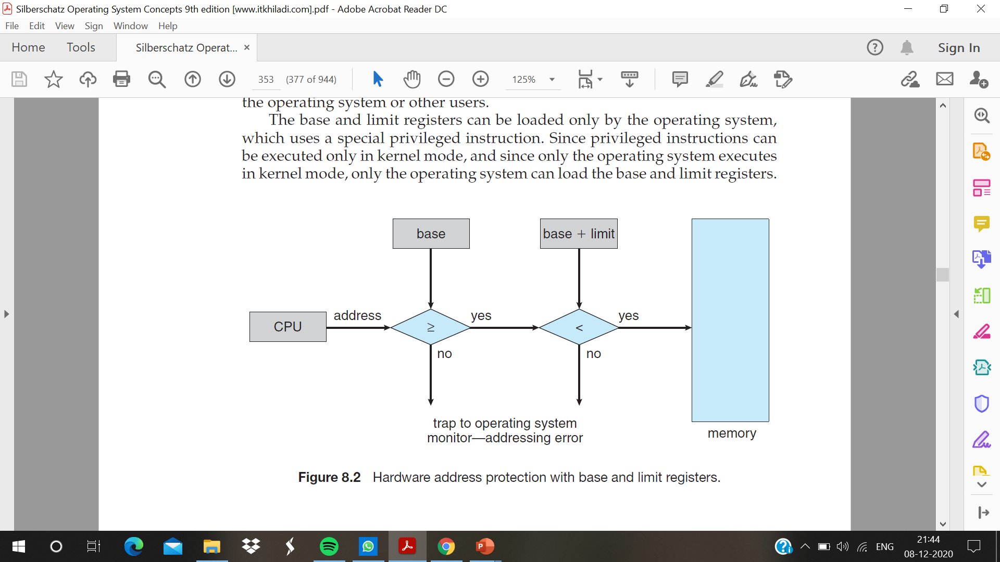 Silberschatz Operating System Concepts 9th edition [www.itkhiladi.com].pdf - Adobe Acrobat Reader DC
File Edit View Sign Window Help
Home Tools Silberschatz Operat... × Sign In
353 (377 of 944) 125%
the operating system or other users.
The base and limit registers can be loaded only by the operating system,
which uses a special privileged instruction. Since privileged instructions can
be executed only in kernel mode, and since only the operating system executes
in kernel mode, only the operating system can load the base and limit registers.
base
base + limit
CPU
address
≥
yes
<
yes
no
no
trap to operating system
monitor—addressing error
memory
Figure 8.2 Hardware address protection with base and limit registers.
ENG
21:44
08-12-2020